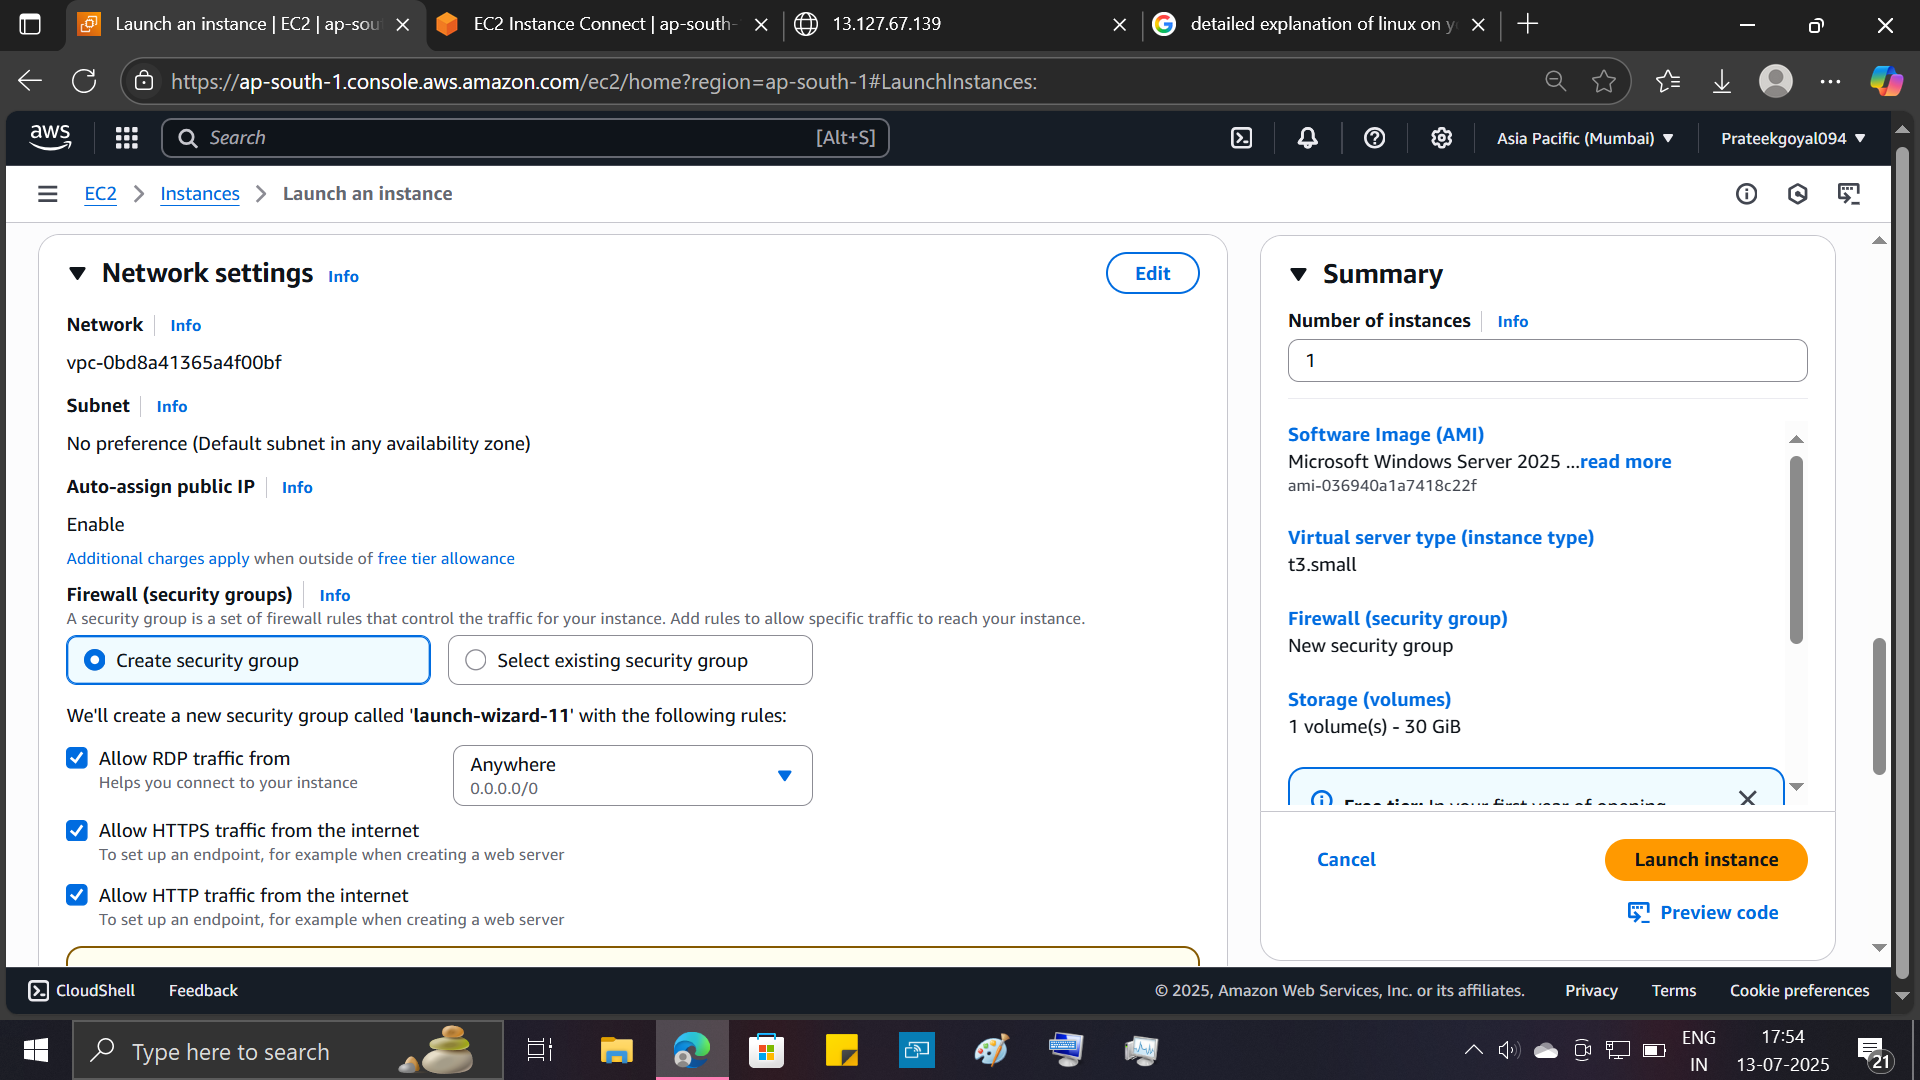 Launch an instance | EC2 | ap-sou
EC2 Instance Connect | ap-south-
13.127.67.139
detailed explanation of linux on y
https://ap-south-1.console.aws.amazon.com/ec2/home?region=ap-south-1#LaunchInstances:
aws
Search
[Alt+S]
Asia Pacific (Mumbai)
Prateekgoyal094
EC2
Instances
Launch an instance
Network settings Info
Edit
Network
Info
vpc-0bd8a41365a4f00bf
Subnet
Info
No preference (Default subnet in any availability zone)
Auto-assign public IP
Info
Enable
Additional charges apply when outside of free tier allowance
Firewall (security groups)
Info
A security group is a set of firewall rules that control the traffic for your instance. Add rules to allow specific traffic to reach your instance.
Create security group
Select existing security group
We'll create a new security group called 'launch-wizard-11' with the following rules:
Allow RDP traffic from
Helps you connect to your instance
Anywhere
0.0.0.0/0
Allow HTTPS traffic from the internet
To set up an endpoint, for example when creating a web server
Allow HTTP traffic from the internet
To set up an endpoint, for example when creating a web server
Summary
Number of instances
Info
1
Software Image (AMI)
Microsoft Windows Server 2025 ...read more
ami-036940a1a7418c22f
Virtual server type (instance type)
t3.small
Firewall (security group)
New security group
Storage (volumes)
1 volume(s) - 30 GiB
Free tier: In your first year of opening
Cancel
Launch instance
Preview code
CloudShell
Feedback
© 2025, Amazon Web Services, Inc. or its affiliates.
Privacy
Terms
Cookie preferences
Type here to search
ENG
IN
17:54
13-07-2025
21